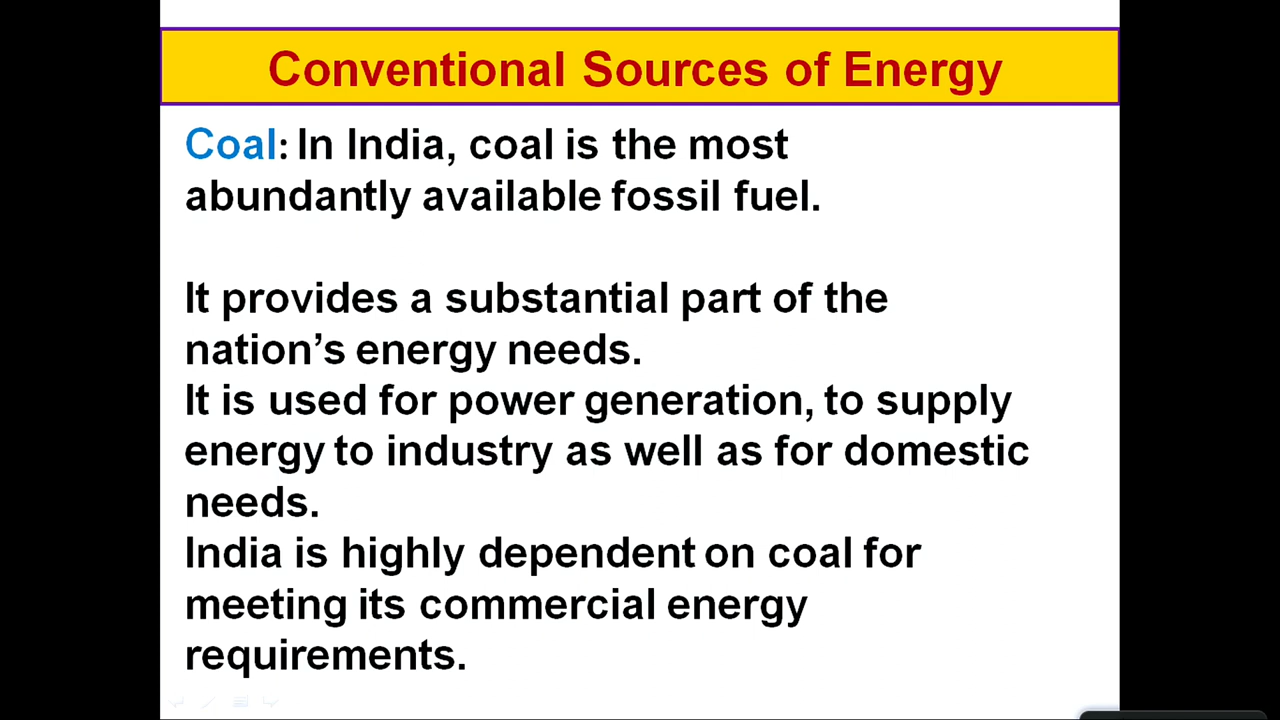 Conventional Sources of Energy
Coal: In India, coal is the most
abundantly available fossil fuel.
It provides a substantial part of the
nation’s energy needs.
It is used for power generation, to supply
energy to industry as well as for domestic
needs.
India is highly dependent on coal for
meeting its commercial energy
requirements.